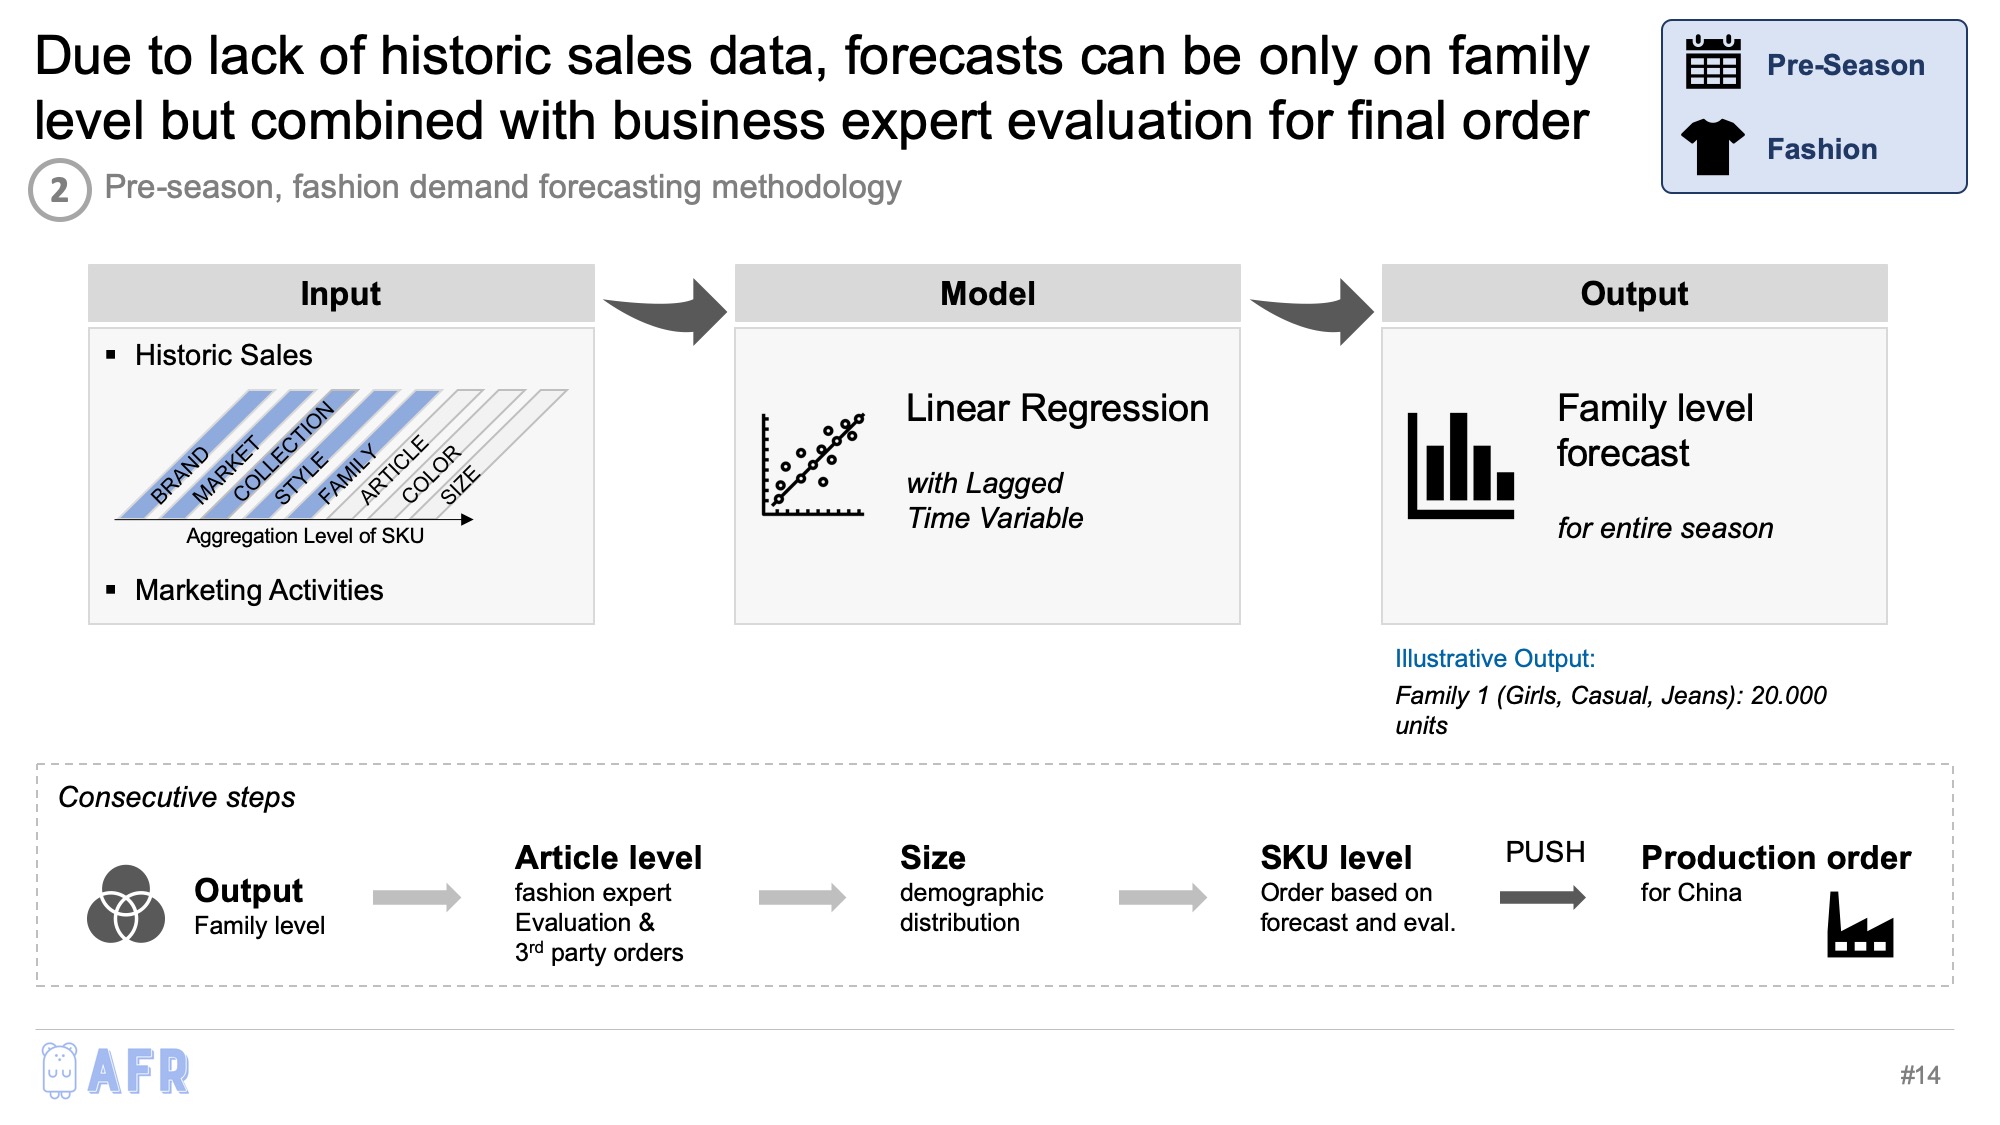 Due to lack of historic sales data, forecasts can be only on family
level but combined with business expert evaluation for final order
Pre-Season
Fashion
2
Pre-season, fashion demand forecasting methodology
Input
Model
Output
▪ Historic Sales
BRAND
MARKET
COLLECTION
STYLE
FAMILY
ARTICLE
COLOR
SIZE
Aggregation Level of SKU
▪ Marketing Activities
Linear Regression
with Lagged
Time Variable
Family level
forecast
for entire season
Illustrative Output:
Family 1 (Girls, Casual, Jeans): 20.000
units
Consecutive steps
Output
Family level
Article level
fashion expert
Evaluation &
3rd party orders
Size
demographic
distribution
SKU level
Order based on
forecast and eval.
PUSH
Production order
for China
AFR
#14